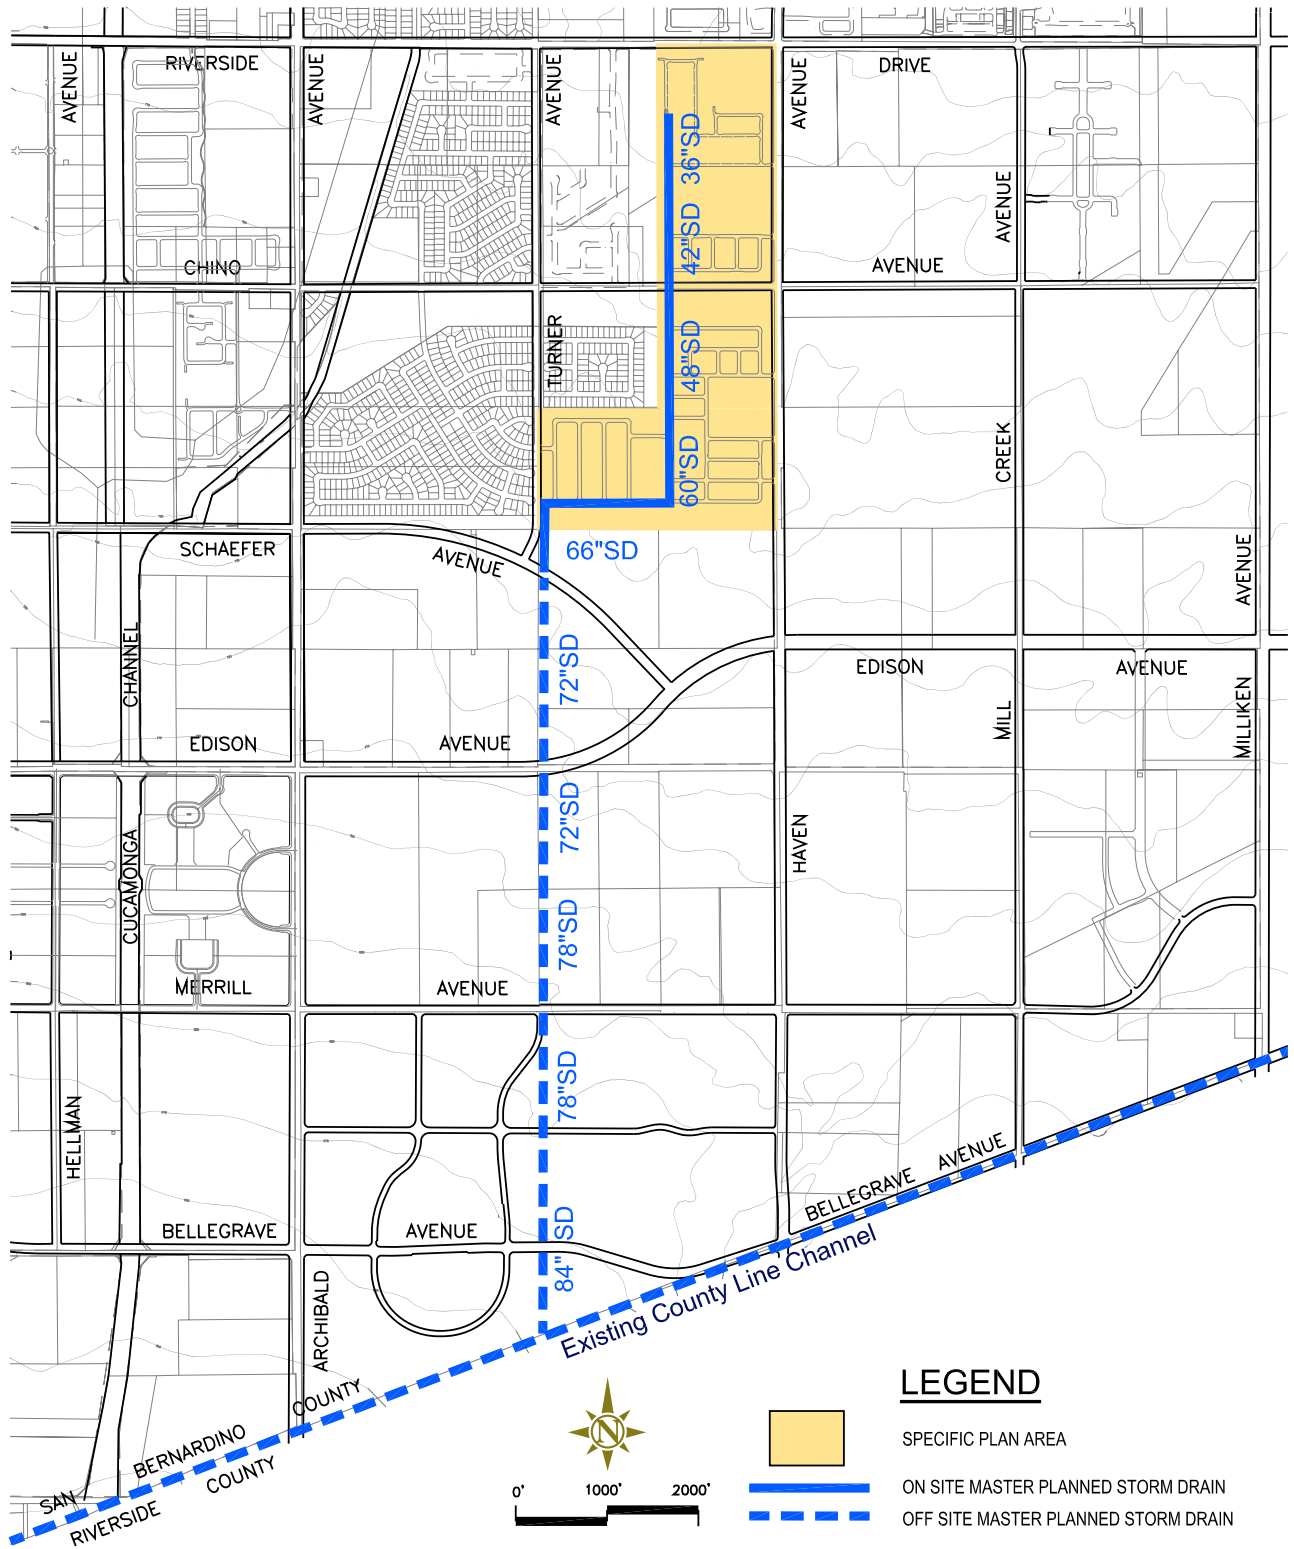 AVENUE
RIVERSIDE
AVENUE
AVENUE
AVENUE
DRIVE
36"SD
AVENUE
42"SD
CHINO
AVENUE
TURNER
48"SD
CREEK
60"SD
SCHAEFER
AVENUE
66"SD
AVENUE
CHANNEL
72"SD
EDISON
AVENUE
MILL
MILLIKEN
EDISON
AVENUE
72"SD
HAVEN
CUCAMONGA
78"SD
MERRILL
AVENUE
78"SD
HELLMAN
BELLEGRAVE
AVENUE
84" SD
BELLEGRAVE AVENUE
Existing County Line Channel
ARCHIBALD
SAN BERNARDINO COUNTY
RIVERSIDE COUNTY
N
0' 1000' 2000'
LEGEND
SPECIFIC PLAN AREA
ON SITE MASTER PLANNED STORM DRAIN
OFF SITE MASTER PLANNED STORM DRAIN